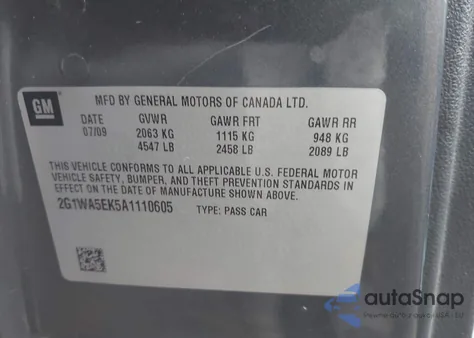 GM
MFD BY GENERAL MOTORS OF CANADA LTD.
DATE GVWR GAWR FRT GAWR RR
07/09 2063 KG 1115 KG 948 KG
4547 LB 2458 LB 2089 LB
THIS VEHICLE CONFORMS TO ALL APPLICABLE U.S. FEDERAL MOTOR
VEHICLE SAFETY, BUMPER, AND THEFT PREVENTION STANDARDS IN
EFFECT ON THE DATE OF MANUFACTURE SHOWN ABOVE.
2G1WA5EK5A1110605 TYPE: PASS CAR
autaSnap